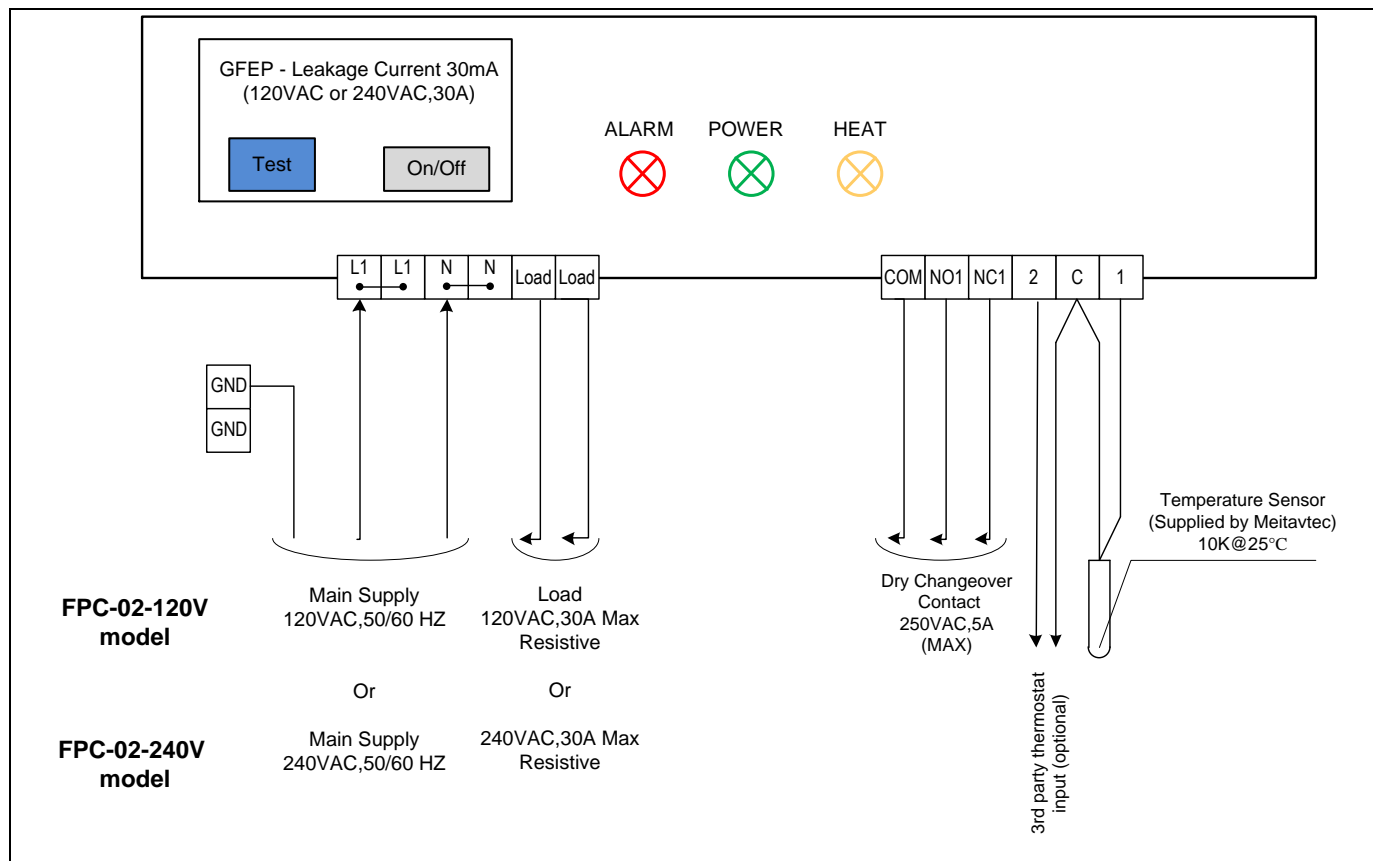 GFEP - Leakage Current 30mA
(120VAC or 240VAC,30A)
Test
On/Off
ALARM
POWER
HEAT
L1
L1
N
N
Load
Load
COM
NO1
NC1
2
C
1
GND
GND
Temperature Sensor
(Supplied by Meitavtec)
10K@25°C
FPC-02-120V
model
Main Supply
120VAC,50/60 HZ
Load
120VAC,30A Max
Resistive
Dry Changeover
Contact
250VAC,5A
(MAX)
3rd party thermostat
input (optional)
Or
Or
FPC-02-240V
model
Main Supply
240VAC,50/60 HZ
240VAC,30A Max
Resistive